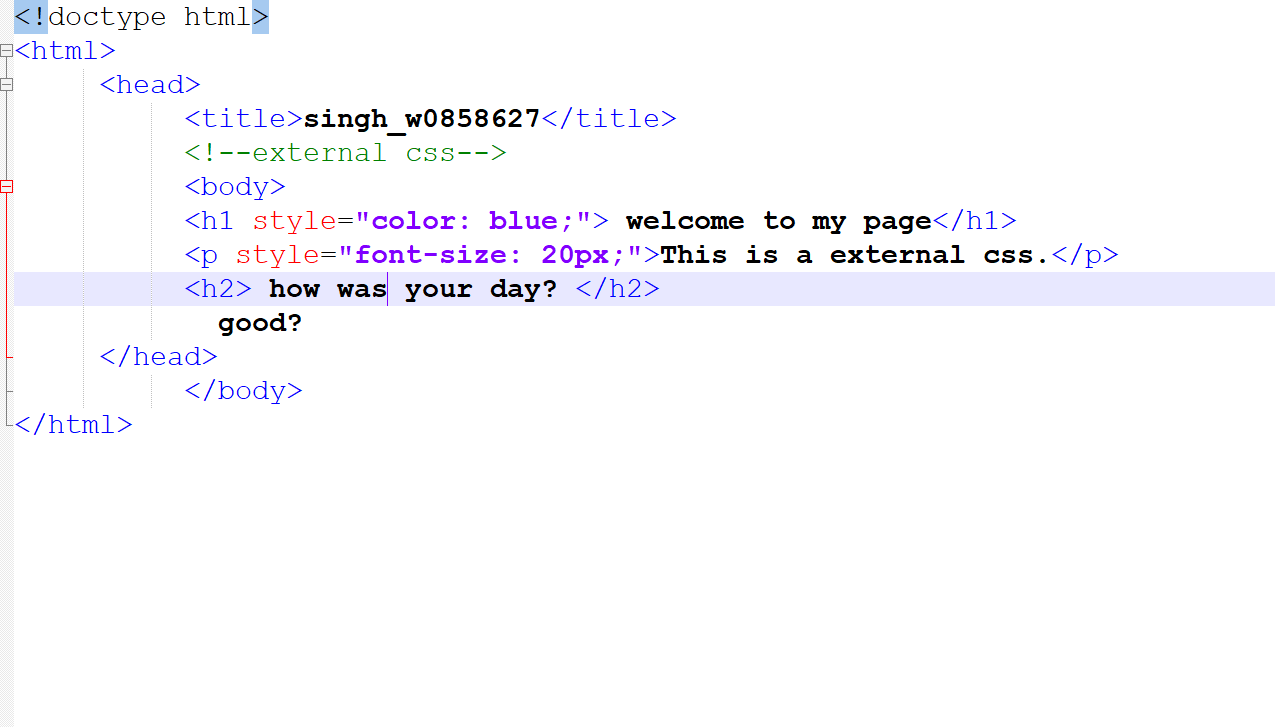 <!doctype html>
<html>
<head>
<title>singh_w0858627</title>
<!--external css-->
<body>
<h1 style="color: blue;"> welcome to my page</h1>
<p style="font-size: 20px;">This is a external css.</p>
<h2> how was your day? </h2>
good?
</head>
</body>
</html>